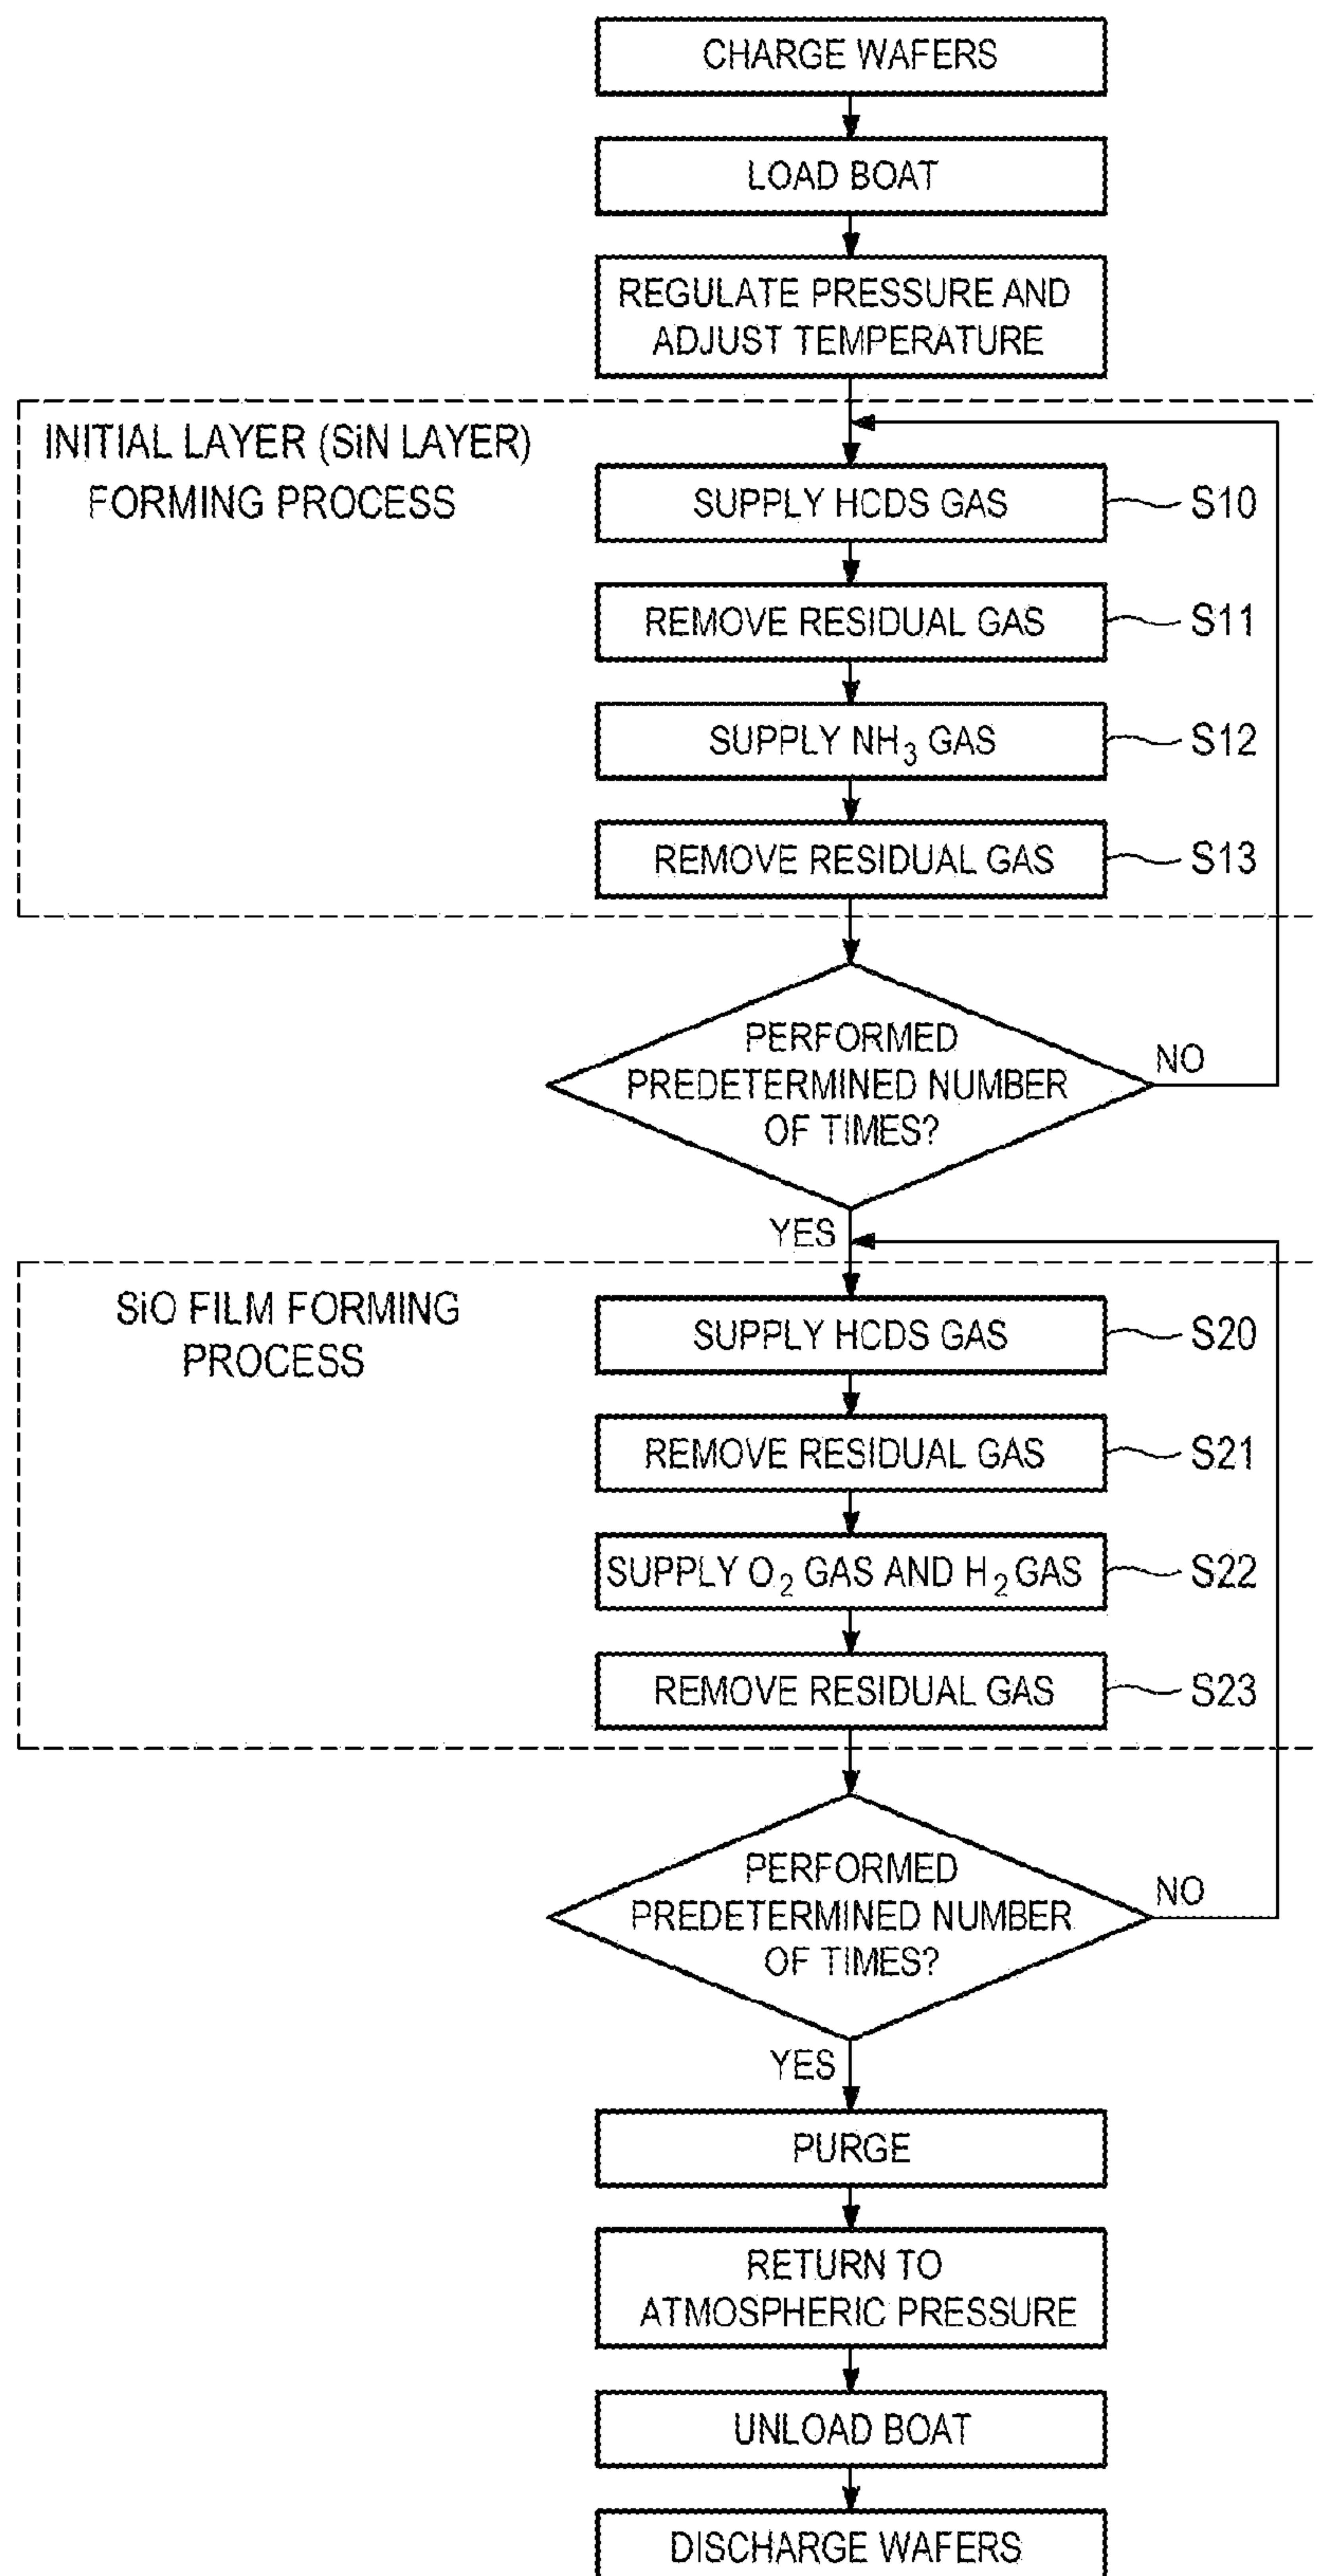 CHARGE WAFERS
LOAD BOAT
REGULATE PRESSURE AND
ADJUST TEMPERATURE
INITIAL LAYER (SiN LAYER)
FORMING PROCESS
SUPPLY HCDS GAS
S10
REMOVE RESIDUAL GAS
S11
SUPPLY NH₃ GAS
S12
REMOVE RESIDUAL GAS
S13
PERFORMED
PREDETERMINED NUMBER
OF TIMES?
NO
YES
SiO FILM FORMING
PROCESS
SUPPLY HCDS GAS
S20
REMOVE RESIDUAL GAS
S21
SUPPLY O₂ GAS AND H₂ GAS
S22
REMOVE RESIDUAL GAS
S23
PERFORMED
PREDETERMINED NUMBER
OF TIMES?
NO
YES
PURGE
RETURN TO
ATMOSPHERIC PRESSURE
UNLOAD BOAT
DISCHARGE WAFERS